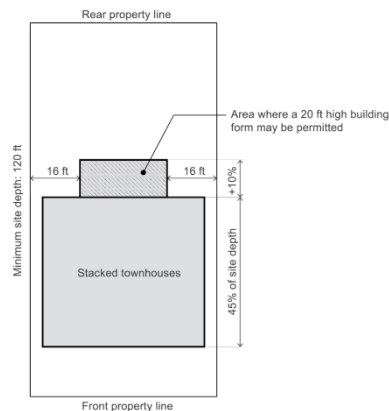 Rear property line
Area where a 20 ft high building
form may be permitted
Minimum site depth: 120 ft
16 ft
16 ft
+10%
Stacked townhouses
45% of site depth
Front property line